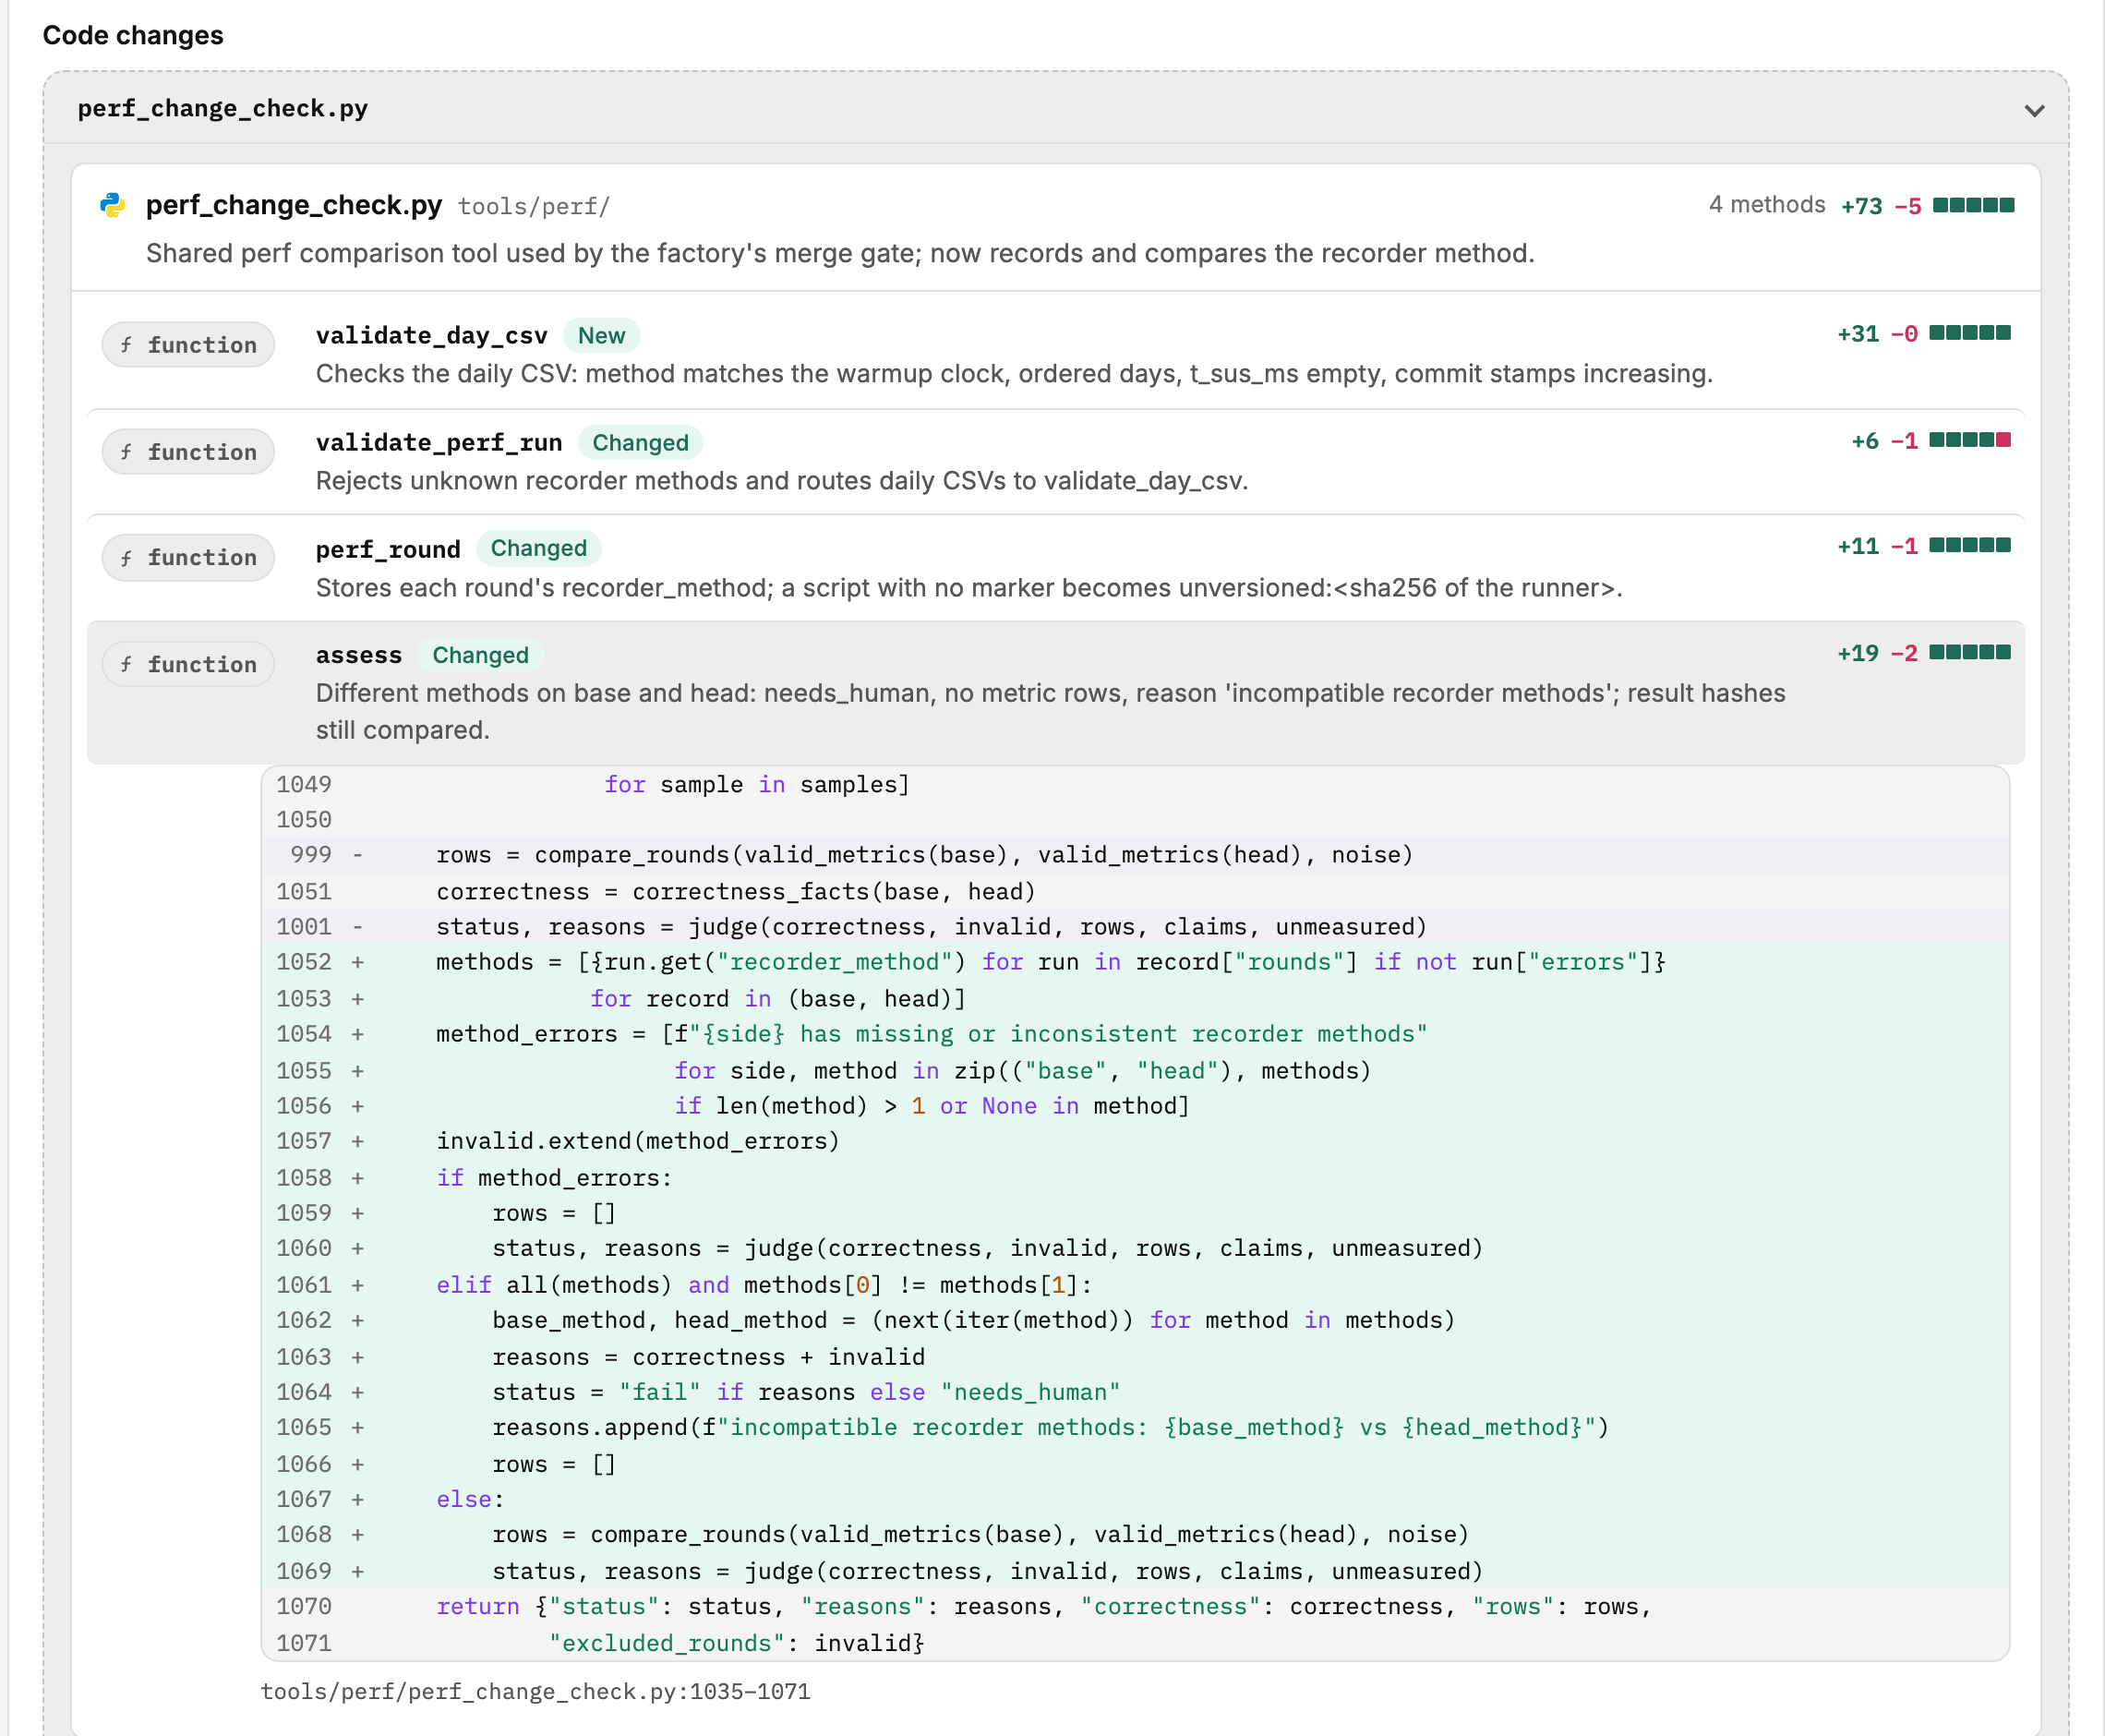 Code changes
perf_change_check.py
perf_change_check.py tools/perf/ 4 methods +73 −5
Shared perf comparison tool used by the factory's merge gate; now records and compares the recorder method.
ƒ function validate_day_csv New +31 −0
Checks the daily CSV: method matches the warmup clock, ordered days, t_sus_ms empty, commit stamps increasing.
ƒ function validate_perf_run Changed +6 −1
Rejects unknown recorder methods and routes daily CSVs to validate_day_csv.
ƒ function perf_round Changed +11 −1
Stores each round's recorder_method; a script with no marker becomes unversioned:<sha256 of the runner>.
ƒ function assess Changed +19 −2
Different methods on base and head: needs_human, no metric rows, reason 'incompatible recorder methods'; result hashes
still compared.
1049                 for sample in samples]
1050
999 -     rows = compare_rounds(valid_metrics(base), valid_metrics(head), noise)
1051     correctness = correctness_facts(base, head)
1001 -     status, reasons = judge(correctness, invalid, rows, claims, unmeasured)
1052 +     methods = [{run.get("recorder_method") for run in record["rounds"] if not run["errors"]}
1053 +                for record in (base, head)]
1054 +     method_errors = [f"{side} has missing or inconsistent recorder methods"
1055 +                      for side, method in zip(("base", "head"), methods)
1056 +                      if len(method) > 1 or None in method]
1057 +     invalid.extend(method_errors)
1058 +     if method_errors:
1059 +         rows = []
1060 +         status, reasons = judge(correctness, invalid, rows, claims, unmeasured)
1061 +     elif all(methods) and methods[0] != methods[1]:
1062 +         base_method, head_method = (next(iter(method)) for method in methods)
1063 +         reasons = correctness + invalid
1064 +         status = "fail" if reasons else "needs_human"
1065 +         reasons.append(f"incompatible recorder methods: {base_method} vs {head_method}")
1066 +         rows = []
1067 +     else:
1068 +         rows = compare_rounds(valid_metrics(base), valid_metrics(head), noise)
1069 +         status, reasons = judge(correctness, invalid, rows, claims, unmeasured)
1070     return {"status": status, "reasons": reasons, "correctness": correctness, "rows": rows,
1071             "excluded_rounds": invalid}
tools/perf/perf_change_check.py:1035–1071